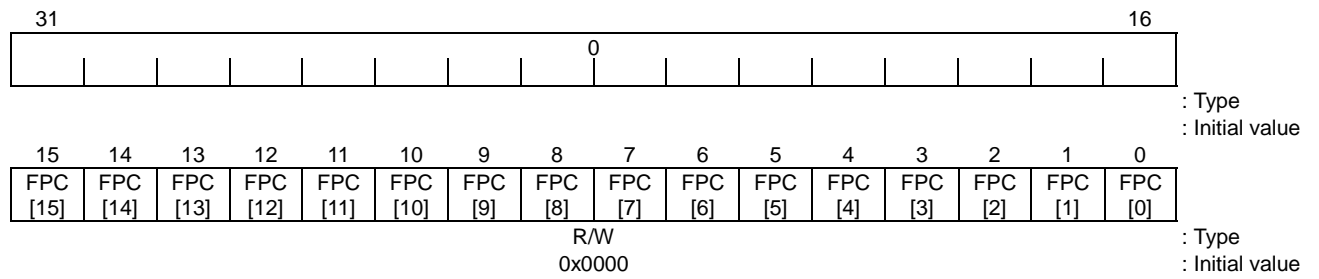 31 16
0
: Type
: Initial value
15 14 13 12 11 10 9 8 7 6 5 4 3 2 1 0
FPC FPC FPC FPC FPC FPC FPC FPC FPC FPC FPC FPC FPC FPC FPC FPC
[15] [14] [13] [12] [11] [10] [9] [8] [7] [6] [5] [4] [3] [2] [1] [0]
R/W : Type
0x0000 : Initial value